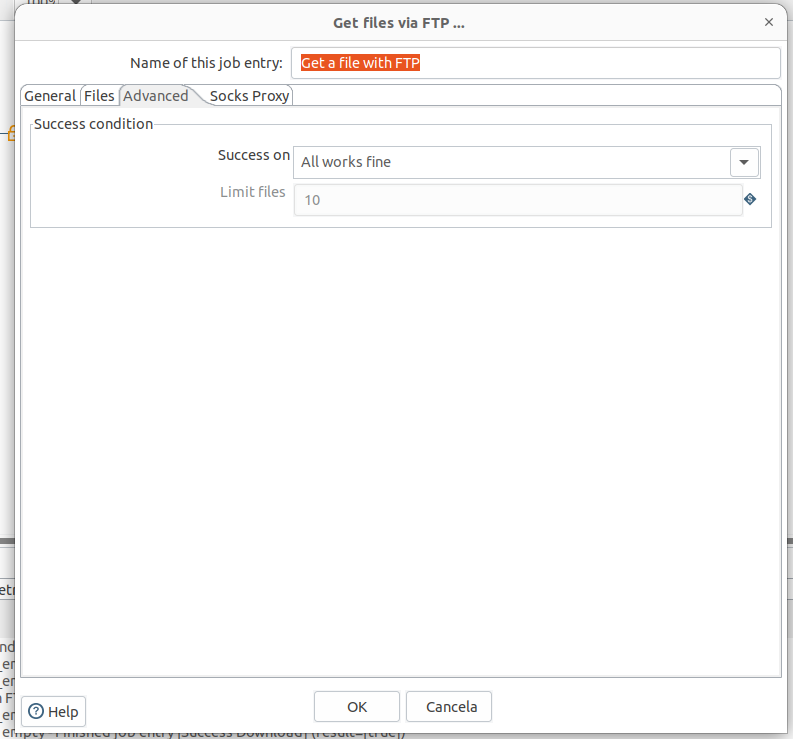 Get files via FTP ...
Name of this job entry: Get a file with FTP
General Files Advanced Socks Proxy
Success condition
Success on All works fine
Limit files 10
OK Cancela
Help